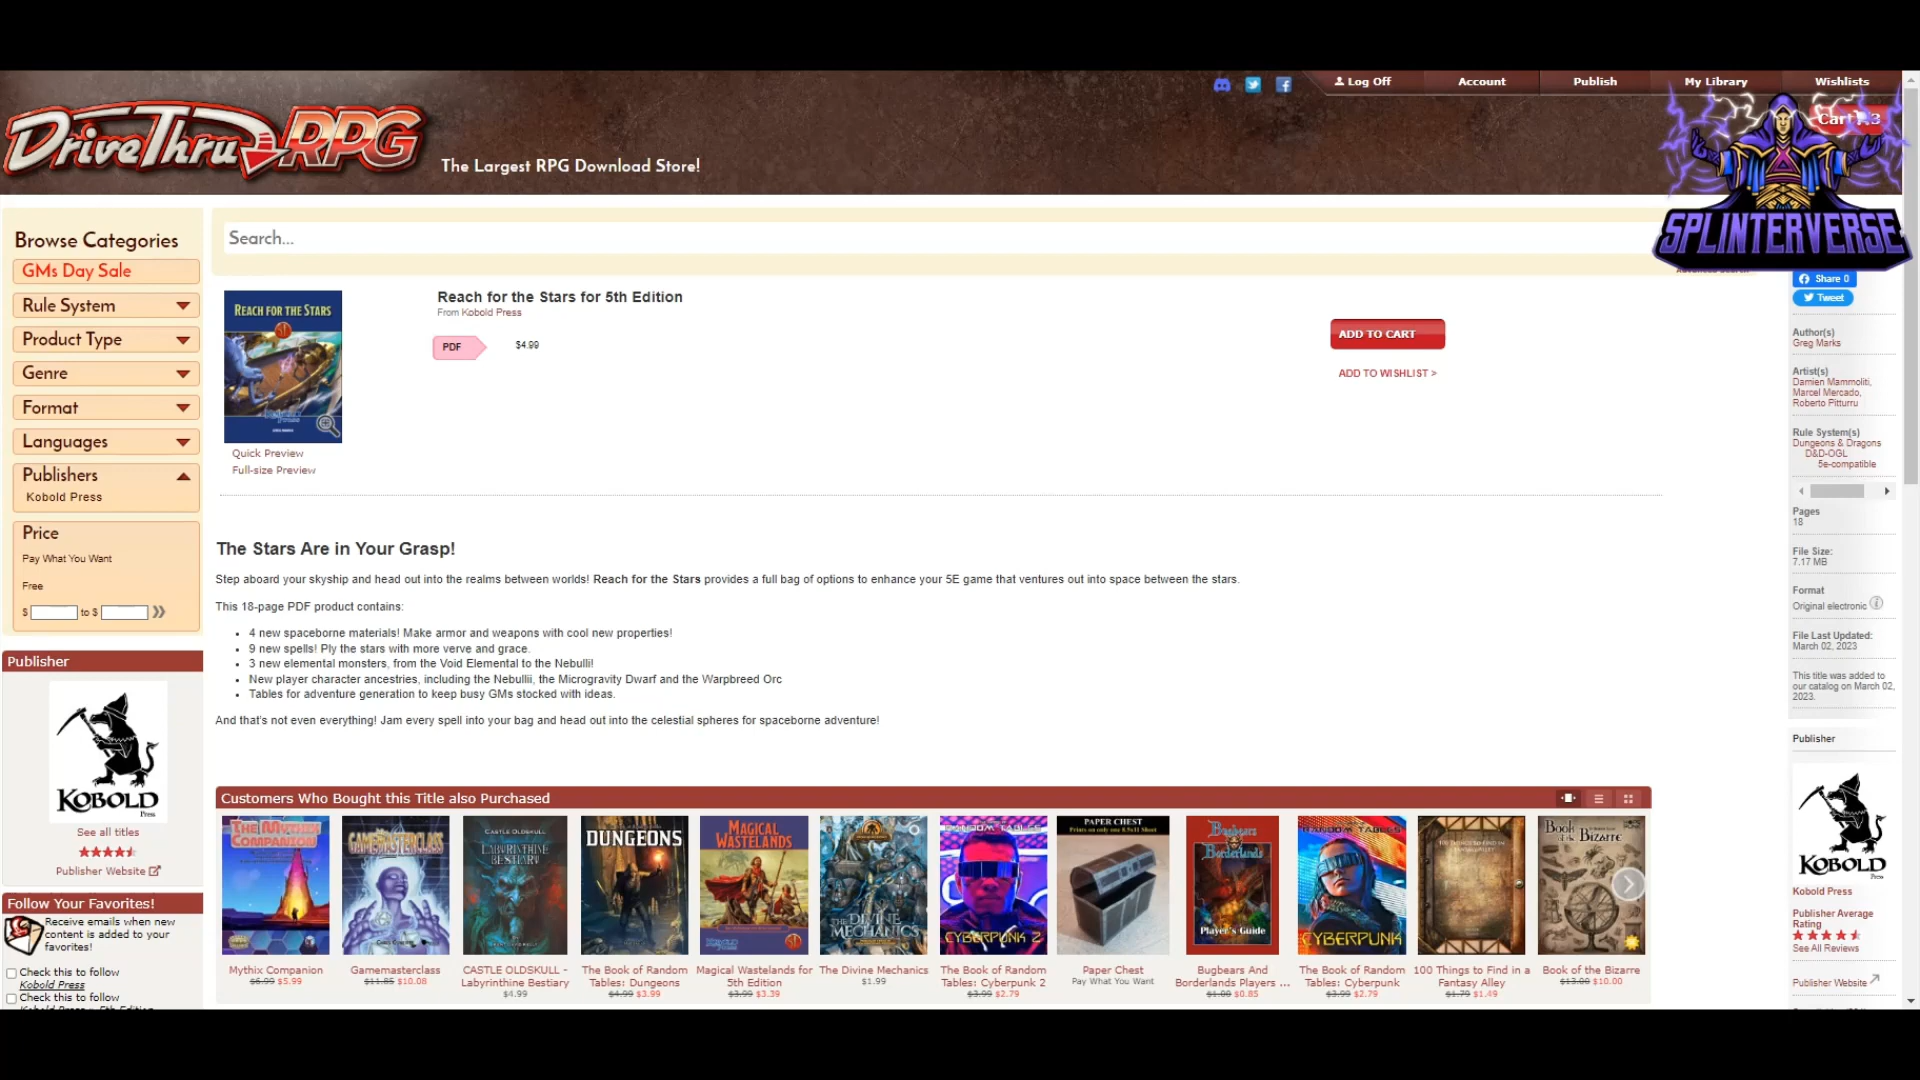 Log Off
Account
Publish
My Library
Wishlists
DriveThruRPG
The Largest RPG Download Store!
SPLINTERVERSE
Browse Categories
GMs Day Sale
Rule System
Product Type
Genre
Format
Languages
Publishers
Kobold Press
Price
Pay What You Want
Free
$ to $
Publisher
KOBOLD
Press
See all titles
Publisher Website
Follow Your Favorites!
Receive emails when new
content is added to your
favorites!
Check this to follow
Kobold Press
Check this to follow
Search...
REACH FOR THE STARS
Quick Preview
Full-size Preview
Reach for the Stars for 5th Edition
From Kobold Press
PDF
$4.99
ADD TO CART
ADD TO WISHLIST >
The Stars Are in Your Grasp!
Step aboard your skyship and head out into the realms between worlds! Reach for the Stars provides a full bag of options to enhance your 5E game that ventures out into space between the stars.
This 18-page PDF product contains:
• 4 new spaceborne materials! Make armor and weapons with cool new properties!
• 9 new spells! Ply the stars with more verve and grace.
• 3 new elemental monsters, from the Void Elemental to the Nebulli!
• New player character ancestries, including the Nebullii, the Microgravity Dwarf and the Warpbreed Orc
• Tables for adventure generation to keep busy GMs stocked with ideas.
And that's not even everything! Jam every spell into your bag and head out into the celestial spheres for spaceborne adventure!
Customers Who Bought this Title also Purchased
Mythix Companion
$6.99 $5.99
Gamemasterclass
$11.85 $10.08
CASTLE OLDSKULL -
Labyrinthine Bestiary
$4.99
The Book of Random
Tables: Dungeons
$4.99 $3.99
Magical Wastelands for
5th Edition
$3.99 $3.39
The Divine Mechanics
$1.99
The Book of Random
Tables: Cyberpunk 2
$3.99 $2.79
Paper Chest
Pay What You Want
Bugbears And
Borderlands Players ...
$1.00 $0.85
The Book of Random
Tables: Cyberpunk
$3.99 $2.79
100 Things to Find in a
Fantasy Alley
$1.79 $1.49
Book of the Bizarre
$13.00 $10.00
Share 0
Tweet
Author(s)
Greg Marks
Artist(s)
Damien Mammoliti,
Marcel Mercado,
Roberto Pitturru
Rule System(s)
Dungeons & Dragons
D&D-OGL
5e-compatible
Pages
18
File Size:
7.17 MB
Format
Original electronic
File Last Updated:
March 02, 2023
This title was added to
our catalog on March 02,
2023.
Publisher
KOBOLD
Press
Kobold Press
Publisher Average
Rating
See All Reviews
Publisher Website